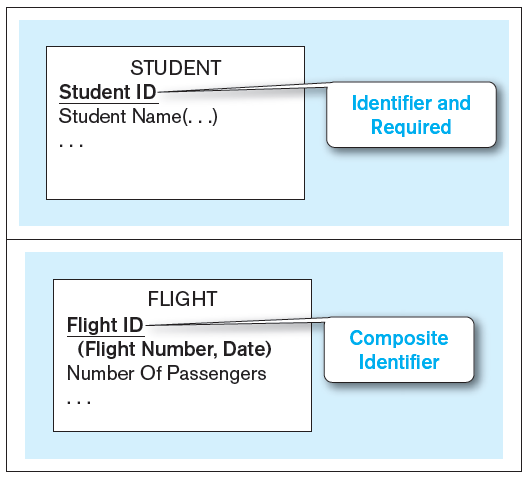 STUDENT
Student ID
Student Name(. . .)
. . .
Identifier and
Required
FLIGHT
Flight ID
(Flight Number, Date)
Number Of Passengers
. . .
Composite
Identifier